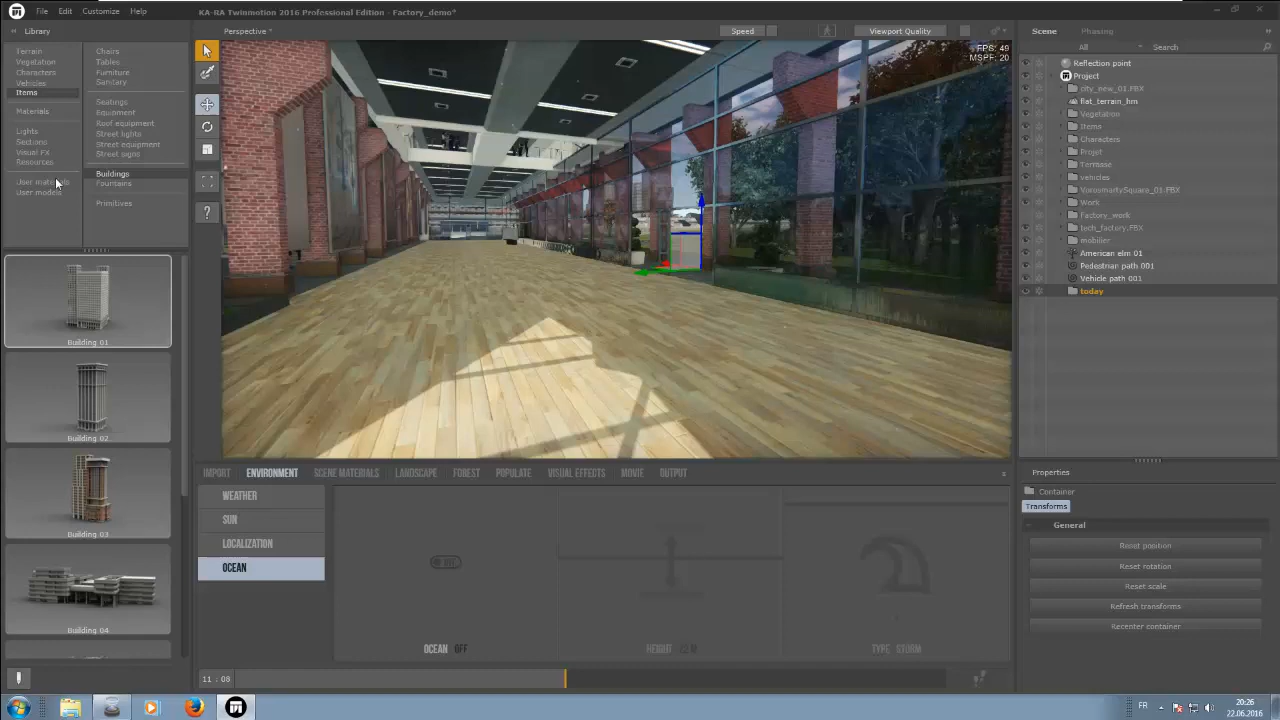 File Edit Customize Help
KA-RA Twinmotion 2016 Professional Edition - Factory_demo*
Library
Terrain
Vegetation
Characters
Vehicles
Items
Materials
Lights
Sections
Visual FX
Resources
User models
Chairs
Tables
Furniture
Sanitary
Seatings
Equipment
Roof equipment
Street lights
Street equipment
Street signs
Buildings
Fountains
Primitives
Building 01
Building 02
Building 03
Building 04
Perspective
Speed
Viewport Quality
FPS: 49
MSPF: 20
IMPORT ENVIRONMENT SCENE MATERIALS LANDSCAPE FOREST POPULATE VISUAL EFFECTS MOVIE OUTPUT
WEATHER
SUN
LOCALIZATION
OCEAN
OCEAN OFF
HEIGHT
TYPE STORM
11 : 08
Scene Phasing
All Search
Reflection point
Project
city_new_01.FBX
flat_terrain_hm
Vegetation
Items
Characters
Projet
Terrasse
vehicles
VorosmartySquare_01.FBX
Work
Factory_work
tech_factory.FBX
mobilier
American elm 01
Pedestrian path 001
Vehicle path 001
today
Properties
Container
Transforms
General
Reset position
Reset rotation
Reset scale
Refresh transforms
Recenter container
FR
20:26
22.06.2016